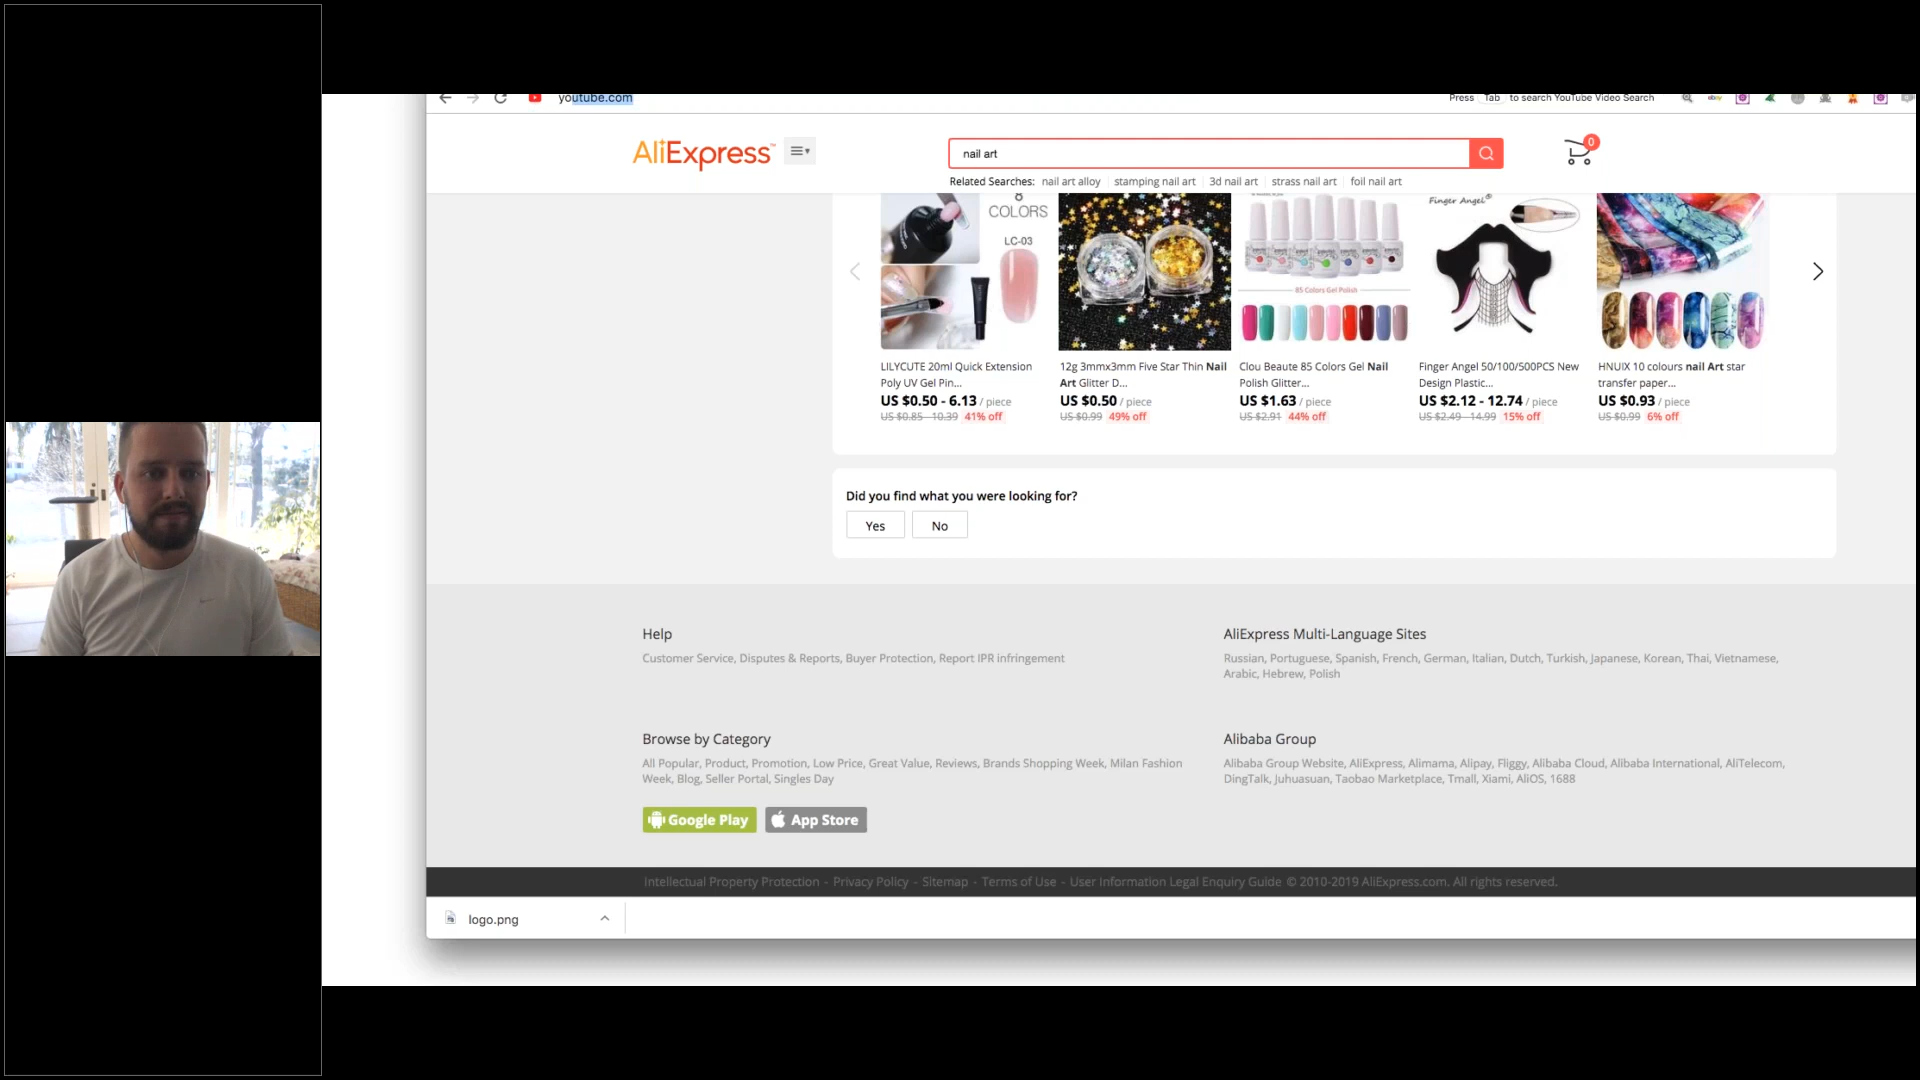 youtube.com
Press Tab to search YouTube Video Search
ebay
AliExpress™
nail art
0
Related Searches: nail art alloy stamping nail art 3d nail art strass nail art foil nail art
8
COLORS
LC-03
85 Colors Gel Polish
Finger Angel®
LILYCUTE 20ml Quick Extension
Poly UV Gel Pin...
US $0.50 - 6.13 / piece
US $0.85 - 10.39 41% off
12g 3mmx3mm Five Star Thin Nail
Art Glitter D...
US $0.50 / piece
US $0.99 49% off
Clou Beaute 85 Colors Gel Nail
Polish Glitter...
US $1.63 / piece
US $2.91 44% off
Finger Angel 50/100/500PCS New
Design Plastic...
US $2.12 - 12.74 / piece
US $2.49 - 14.99 15% off
HNUIX 10 colours nail Art star
transfer paper...
US $0.93 / piece
US $0.99 6% off
Did you find what you were looking for?
Yes
No
Help
Customer Service, Disputes & Reports, Buyer Protection, Report IPR infringement
AliExpress Multi-Language Sites
Russian, Portuguese, Spanish, French, German, Italian, Dutch, Turkish, Japanese, Korean, Thai, Vietnamese,
Arabic, Hebrew, Polish
Browse by Category
All Popular, Product, Promotion, Low Price, Great Value, Reviews, Brands Shopping Week, Milan Fashion
Week, Blog, Seller Portal, Singles Day
Alibaba Group
Alibaba Group Website, AliExpress, Alimama, Alipay, Fliggy, Alibaba Cloud, Alibaba International, AliTelecom,
DingTalk, Juhuasuan, Taobao Marketplace, Tmall, Xiami, AliOS, 1688
Google Play
App Store
Intellectual Property Protection - Privacy Policy - Sitemap - Terms of Use - User Information Legal Enquiry Guide © 2010-2019 AliExpress.com. All rights reserved.
logo.png